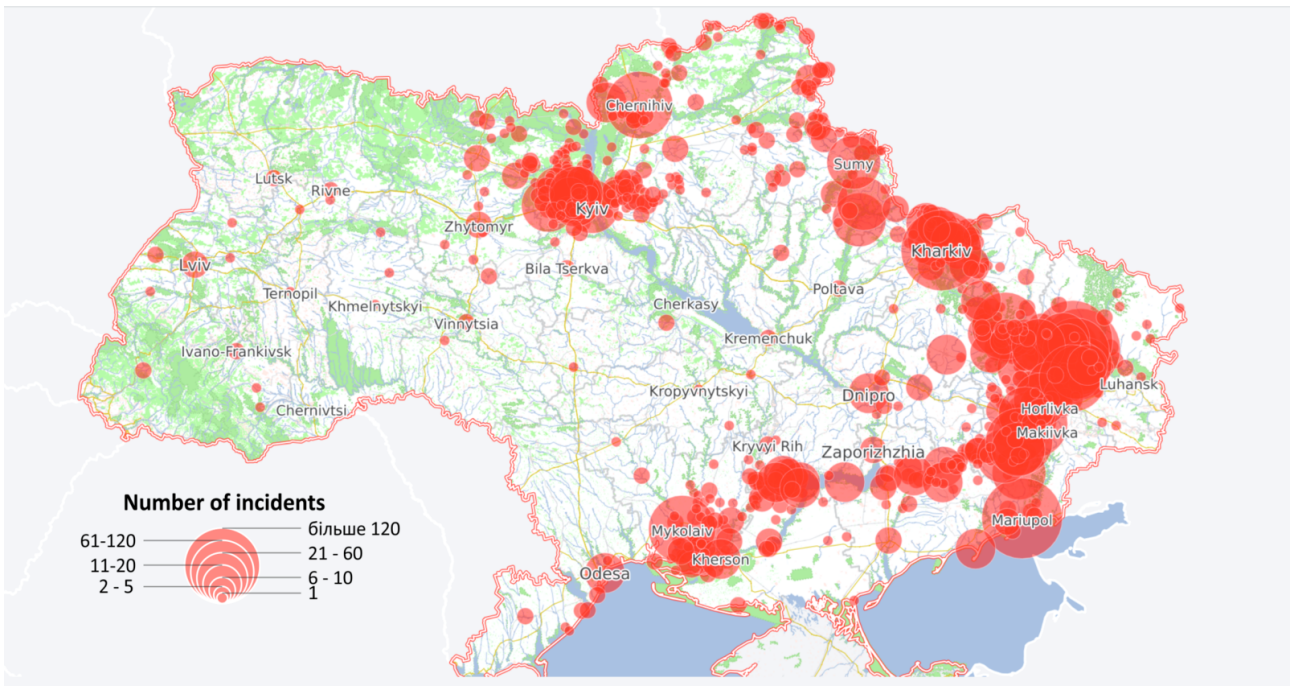 Chernihiv
Sumy
Lutsk
Rivne
Kyiv
Zhytomyr
Kharkiv
Lviv
Bila Tserkva
Ternopil
Khmelnytskyi
Cherkasy
Poltava
Vinnytsia
Kremenchuk
Ivano-Frankivsk
Luhansk
Kropyvnytskyi
Dnipro
Chernivtsi
Horlivka
Makiivka
Kryvyi Rih
Zaporizhzhia
Mariupol
Mykolaiv
Kherson
Odesa
Number of incidents
більше 120
61-120
21 - 60
11-20
6 - 10
2 - 5
1